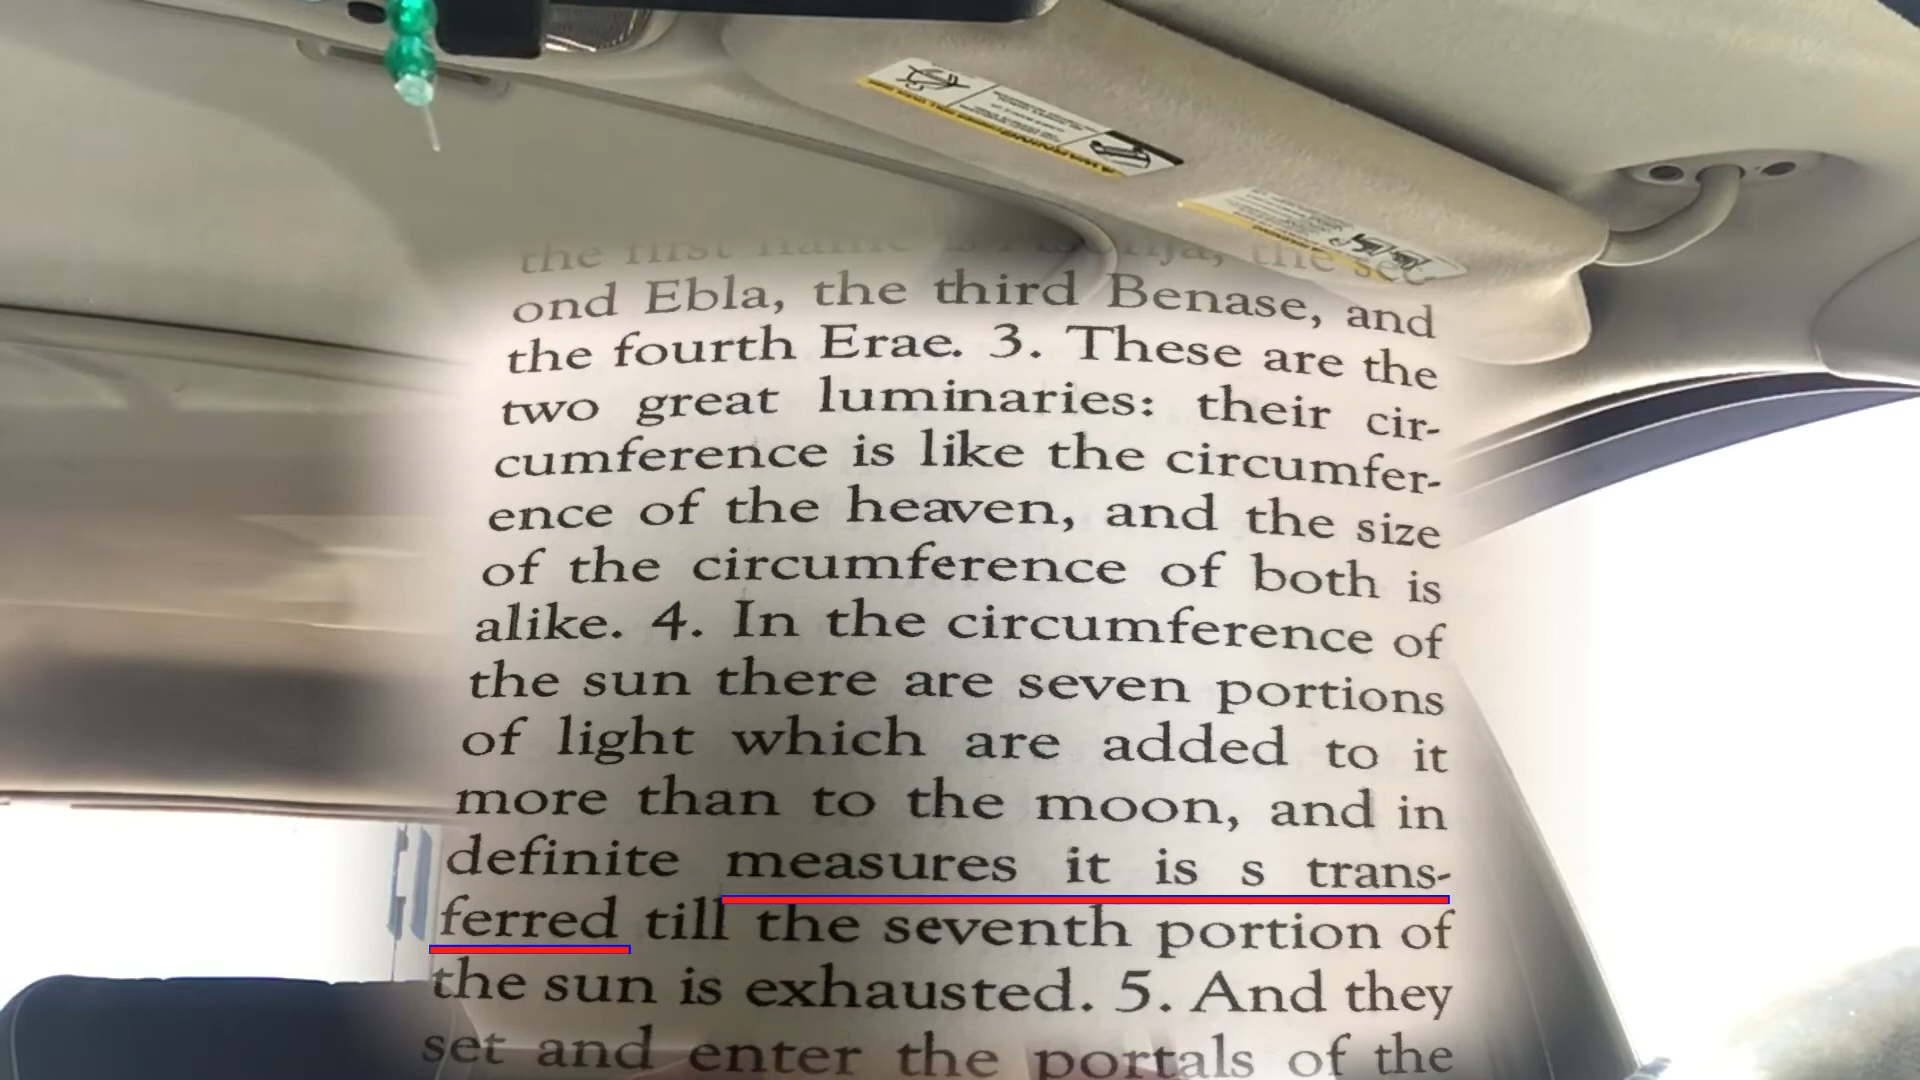 the first name is the sec-
ond Ebla, the third Benase, and
the fourth Erae. 3. These are the
two great luminaries: their cir-
cumference is like the circumfer-
ence of the heaven, and the size
of the circumference of both is
alike. 4. In the circumference of
the sun there are seven portions
of light which are added to it
more than to the moon, and in
definite measures it is s trans-
ferred till the seventh portion of
the sun is exhausted. 5. And they
set and enter the portals of the